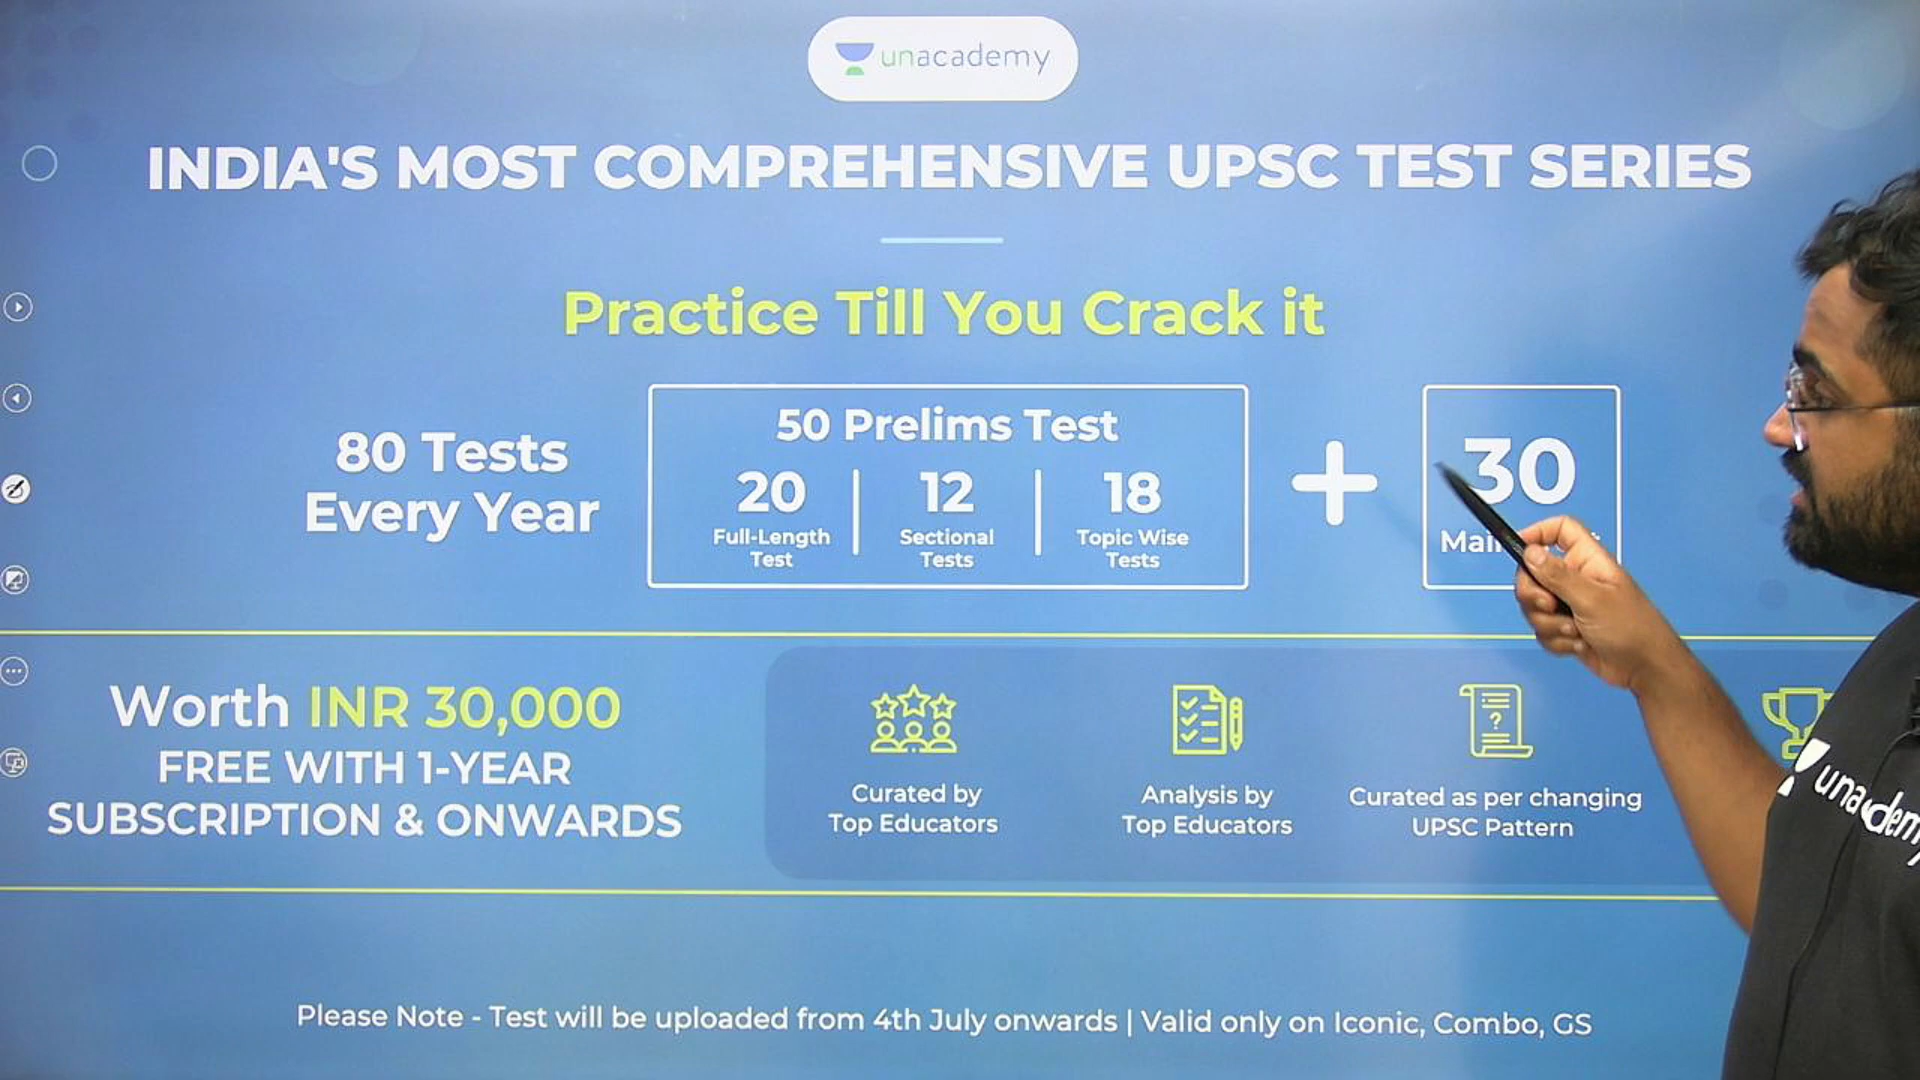 unacademy
INDIA'S MOST COMPREHENSIVE UPSC TEST SERIES
Practice Till You Crack it
80 Tests
Every Year
50 Prelims Test
20
Full-Length
Test
12
Sectional
Tests
18
Topic Wise
Tests
+
30
Worth INR 30,000
FREE WITH 1-YEAR
SUBSCRIPTION & ONWARDS
Curated by
Top Educators
Analysis by
Top Educators
?
Curated as per changing
UPSC Pattern
unacademy
Please Note - Test will be uploaded from 4th July onwards | Valid only on Iconic, Combo, GS